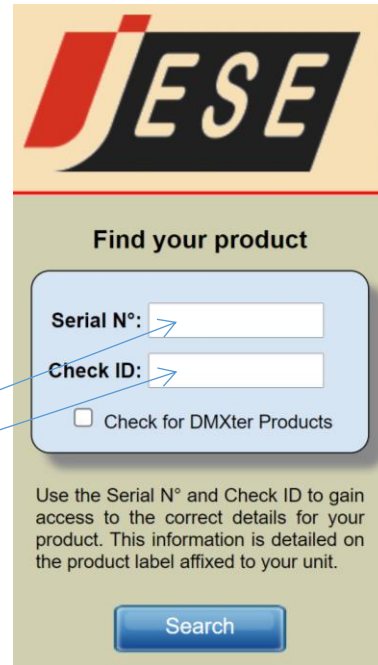 jESE
Find your product
Serial N°:
Check ID:
Check for DMXter Products
Use the Serial N° and Check ID to gain
access to the correct details for your
product. This information is detailed on
the product label affixed to your unit.
Search